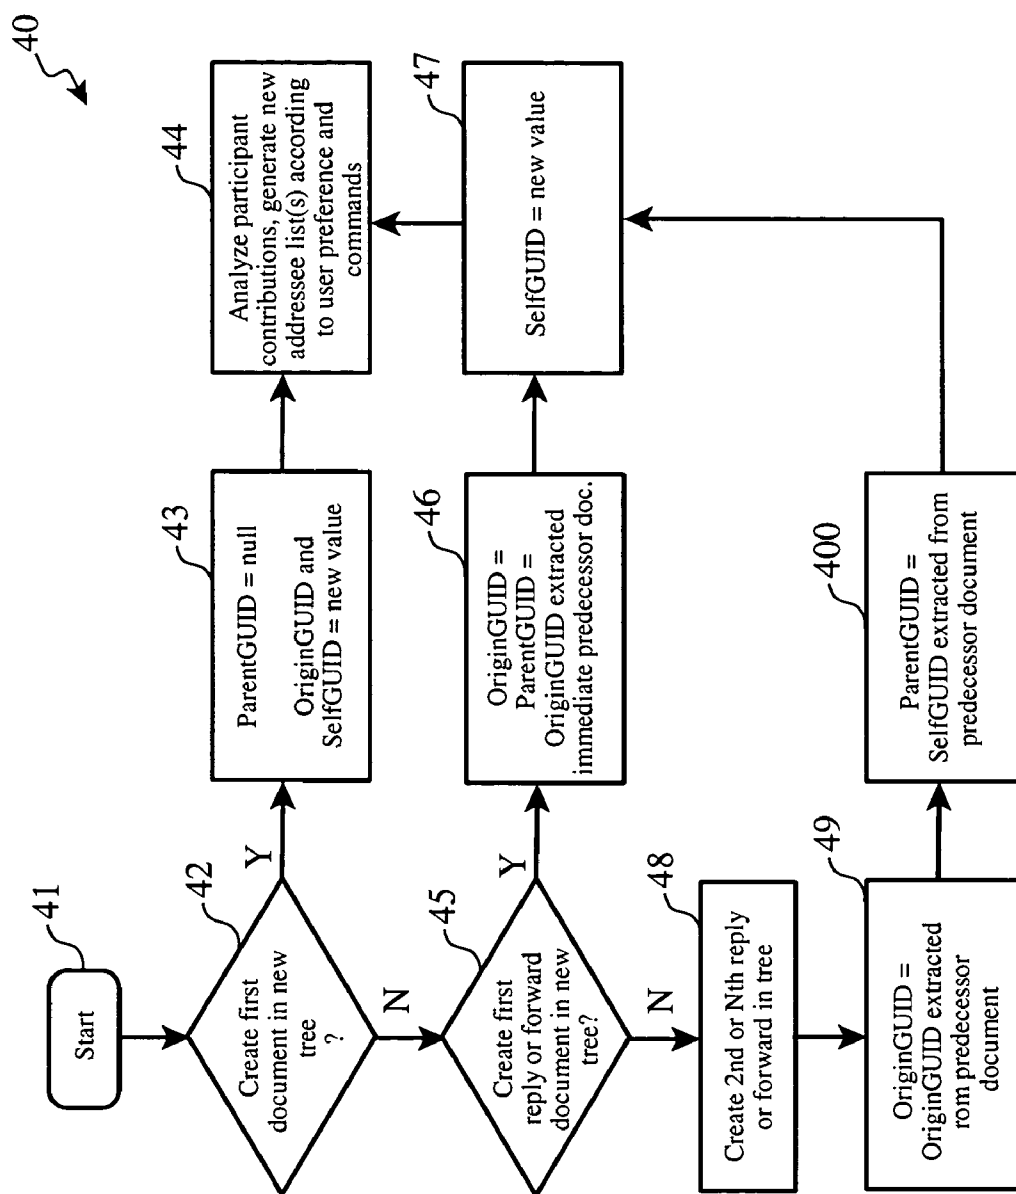 40
41
Start
42
Create first
document in new
tree
?
Y
N
43
ParentGUID = null
OriginGUID and
SelfGUID = new value
44
Analyze participant
contributions, generate new
addressee list(s) according
to user preference and
commands
45
Create first
reply or forward
document in new
tree?
Y
N
46
OriginGUID =
ParentGUID =
OriginGUID extracted
immediate predecessor doc.
47
SelfGUID = new value
48
Create 2nd or Nth reply
or forward in tree
49
OriginGUID =
OriginGUID extracted
rom predecessor
document
400
ParentGUID =
SelfGUID extracted from
predecessor document